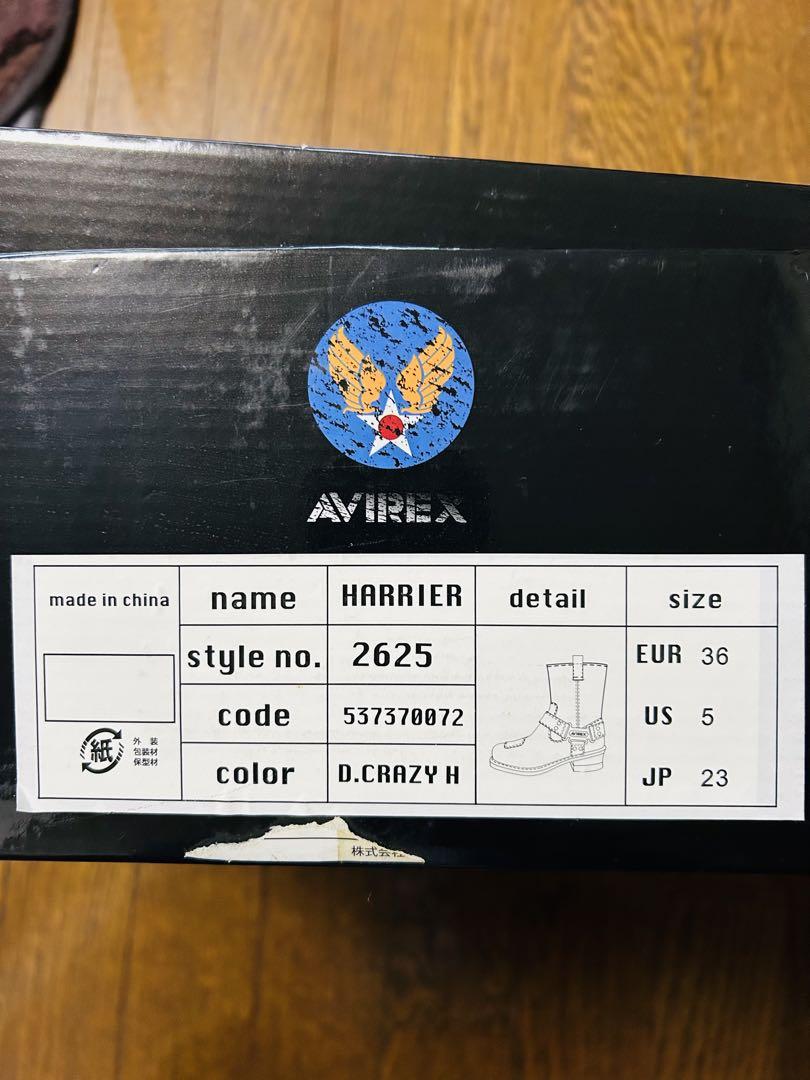 AVIREX
made in china
紙
外装
包装材
保型材
name HARRIER
style no. 2625
code 537370072
color D.CRAZY H
detail
AVIREX
size
EUR 36
US 5
JP 23
株式会社